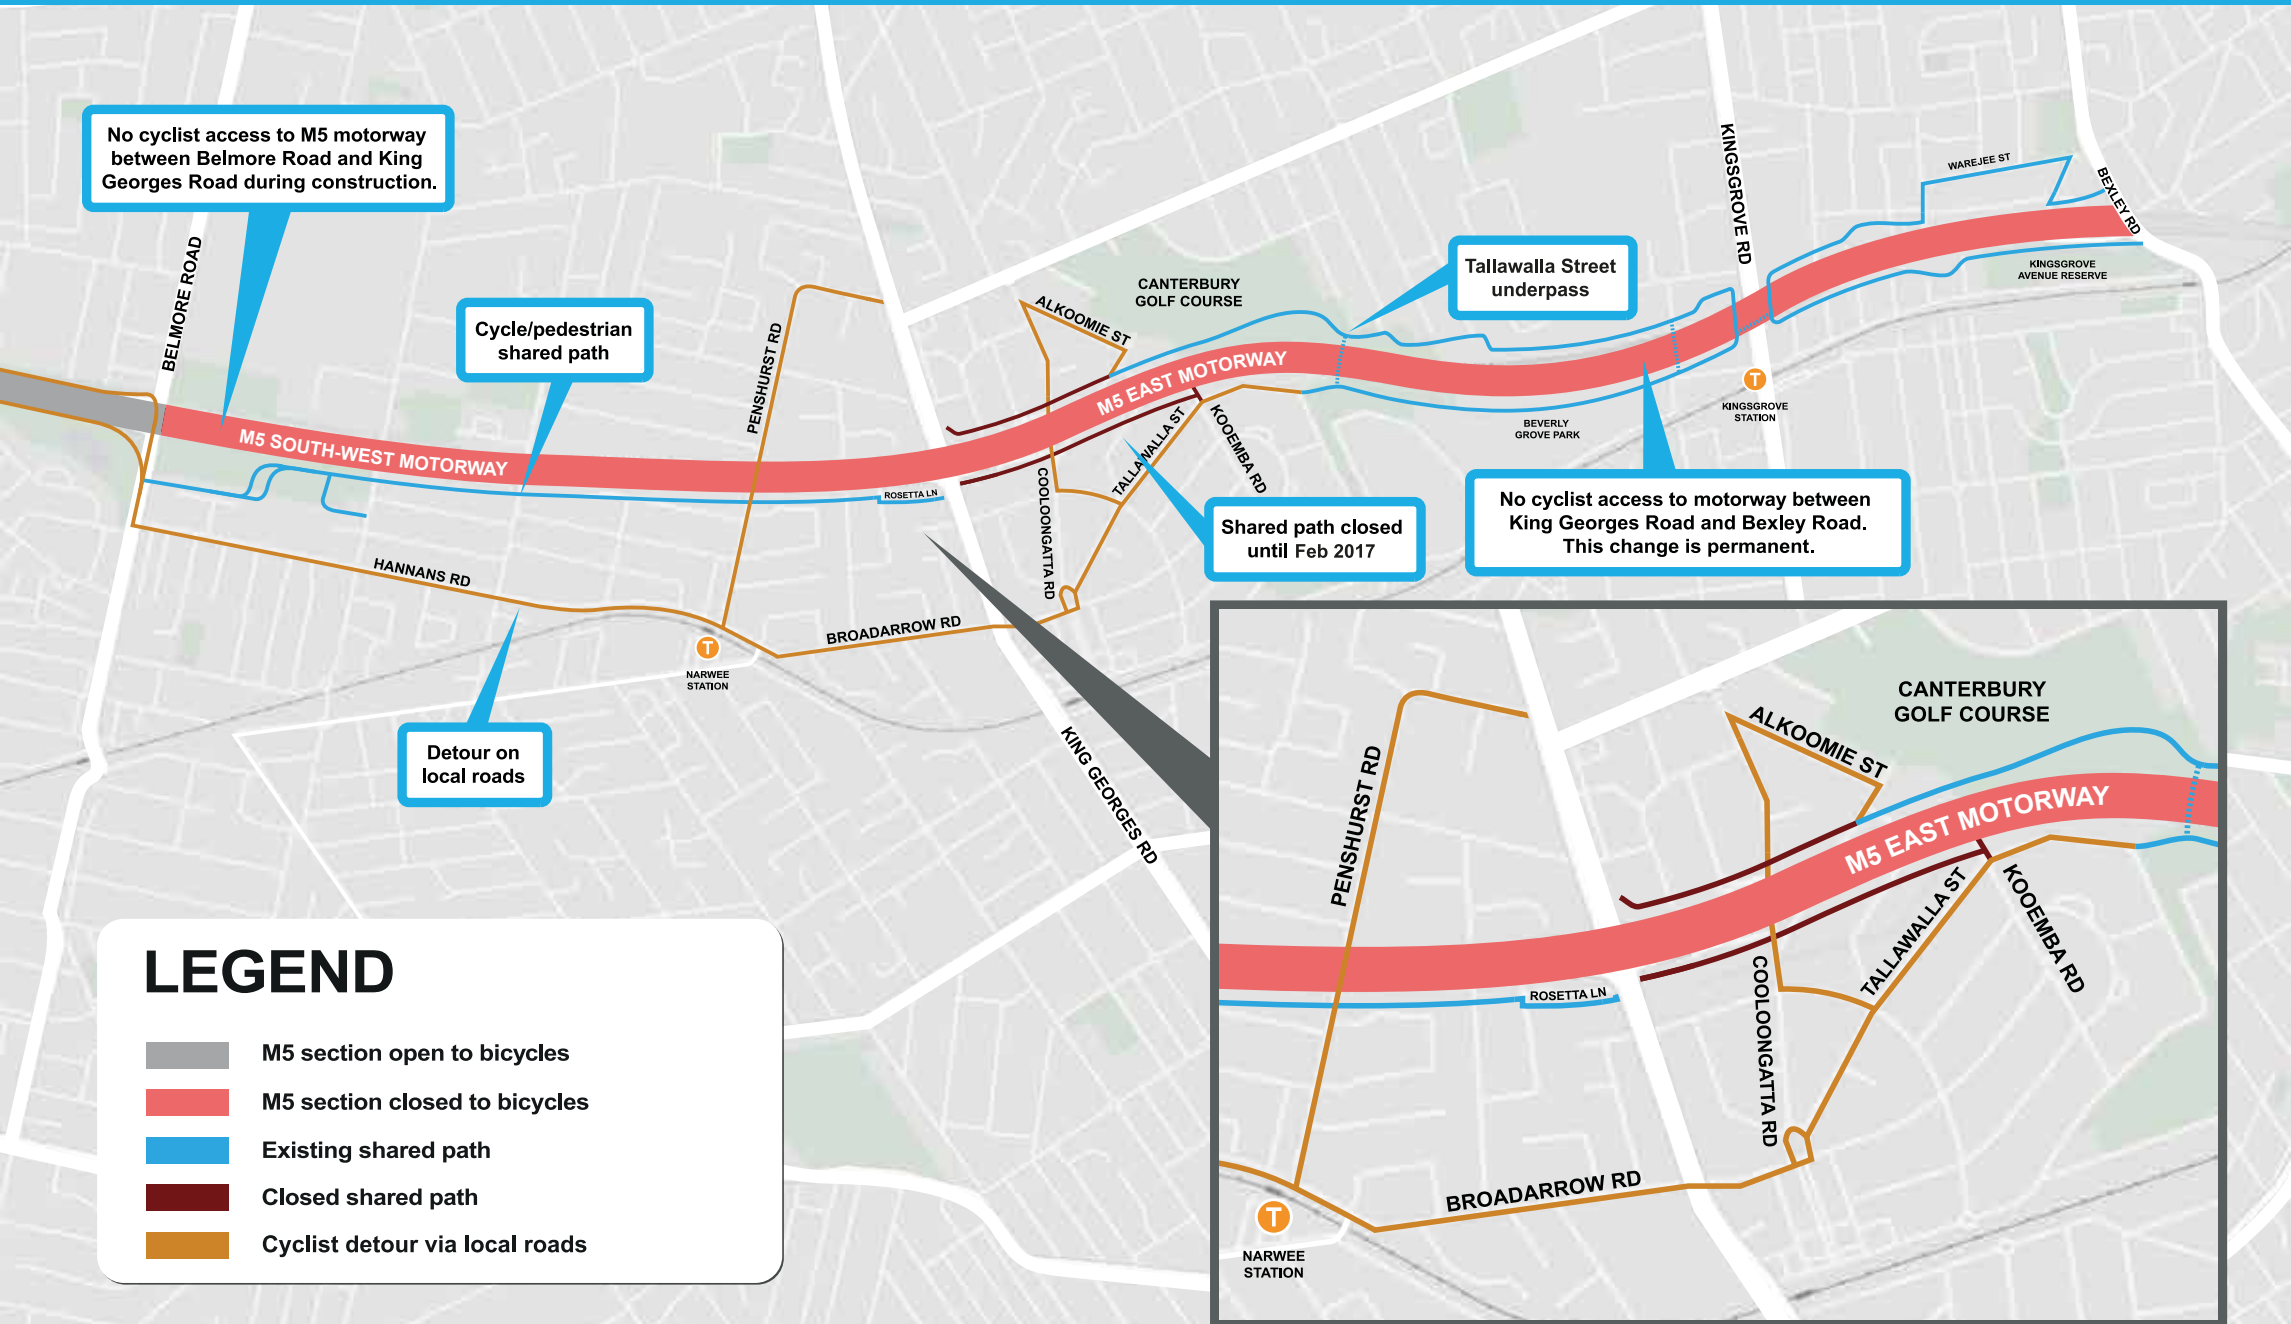 No cyclist access to M5 motorway
between Belmore Road and King
Georges Road during construction.
BELMORE ROAD
Cycle/pedestrian
shared path
M5 SOUTH-WEST MOTORWAY
HANNANS RD
Detour on
local roads
PENSHURST RD
ROSETTA LN
NARWEE
STATION
T
BROADARROW RD
KING GEORGES RD
COOLOONGATTA RD
ALKOOMIE ST
CANTERBURY
GOLF COURSE
M5 EAST MOTORWAY
TALLAWALLA ST
KOOEMBA RD
Shared path closed
until Feb 2017
Tallawalla Street
underpass
BEVERLY
GROVE PARK
KINGSGROVE RD
T
KINGSGROVE
STATION
No cyclist access to motorway between
King Georges Road and Bexley Road.
This change is permanent.
WAREJEE ST
BEXLEY RD
KINGSGROVE
AVENUE RESERVE
LEGEND
M5 section open to bicycles
M5 section closed to bicycles
Existing shared path
Closed shared path
Cyclist detour via local roads
CANTERBURY
GOLF COURSE
ALKOOMIE ST
PENSHURST RD
M5 EAST MOTORWAY
ROSETTA LN
COOLOONGATTA RD
TALLAWALLA ST
KOOEMBA RD
BROADARROW RD
T
NARWEE
STATION